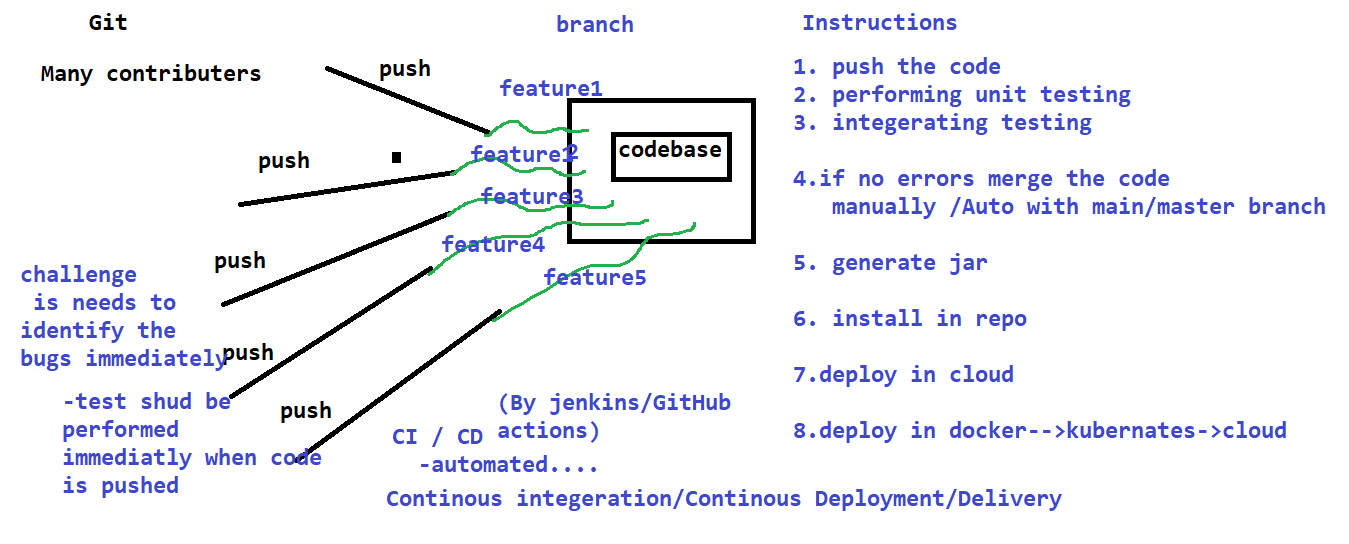 Git
Many contributers
push
push
push
push
push
challenge
is needs to
identify the
bugs immediately
-test shud be
performed
immediatly when code
is pushed
branch
feature1
feature2
feature3
feature4
feature5
codebase
(By jenkins/GitHub
actions)
CI / CD
-automated....
Continous integeration/Continous Deployment/Delivery
Instructions
1. push the code
2. performing unit testing
3. integerating testing
4.if no errors merge the code
manually /Auto with main/master branch
5. generate jar
6. install in repo
7.deploy in cloud
8.deploy in docker-->kubernates->cloud